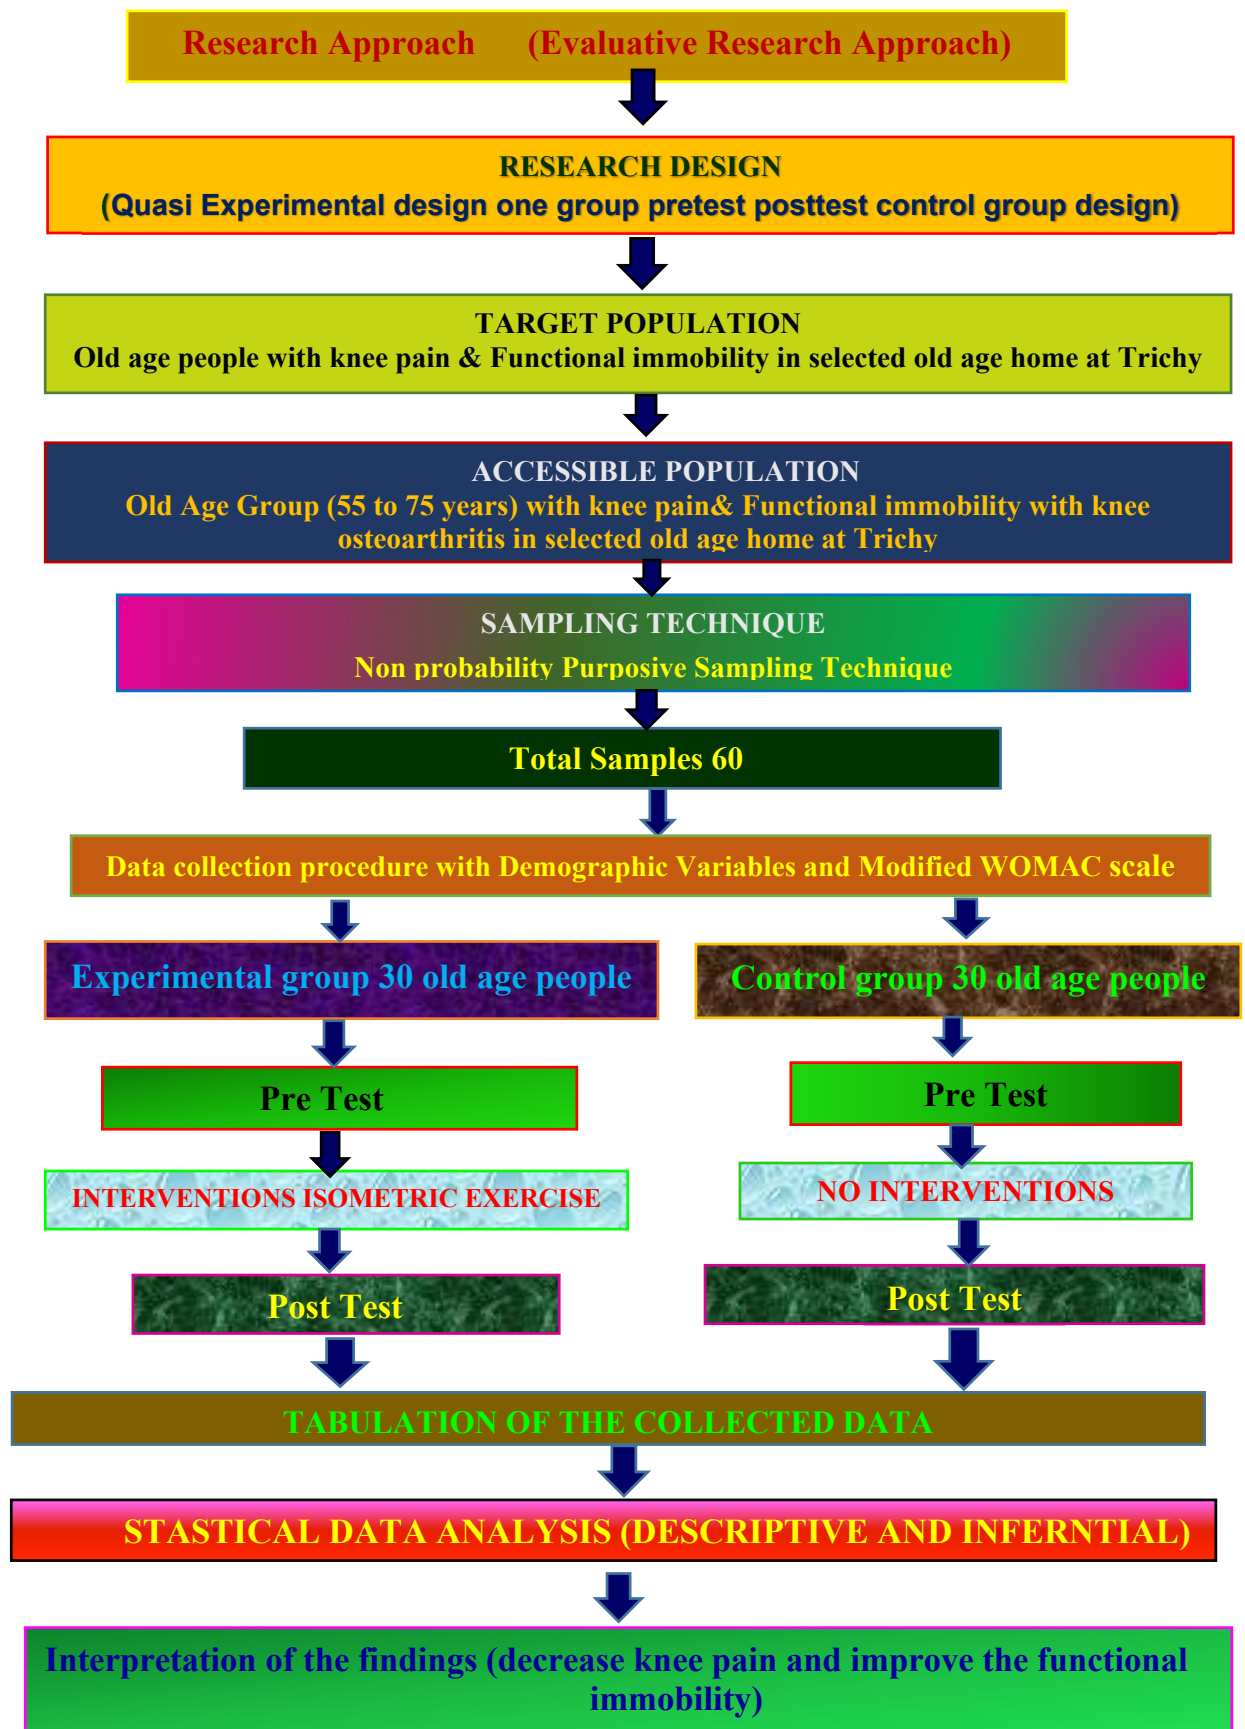 Research Approach (Evaluative Research Approach)
RESEARCH DESIGN
(Quasi Experimental design one group pretest posttest control group design)
TARGET POPULATION
Old age people with knee pain & Functional immobility in selected old age home at Trichy
ACCESSIBLE POPULATION
Old Age Group (55 to 75 years) with knee pain& Functional immobility with knee
osteoarthritis in selected old age home at Trichy
SAMPLING TECHNIQUE
Non probability Purposive Sampling Technique
Total Samples 60
Data collection procedure with Demographic Variables and Modified WOMAC scale
Experimental group 30 old age people
Control group 30 old age people
Pre Test
Pre Test
INTERVENTIONS ISOMETRIC EXERCISE
NO INTERVENTIONS
Post Test
Post Test
TABULATION OF THE COLLECTED DATA
STASTICAL DATA ANALYSIS (DESCRIPTIVE AND INFERNTIAL)
Interpretation of the findings (decrease knee pain and improve the functional
immobility)